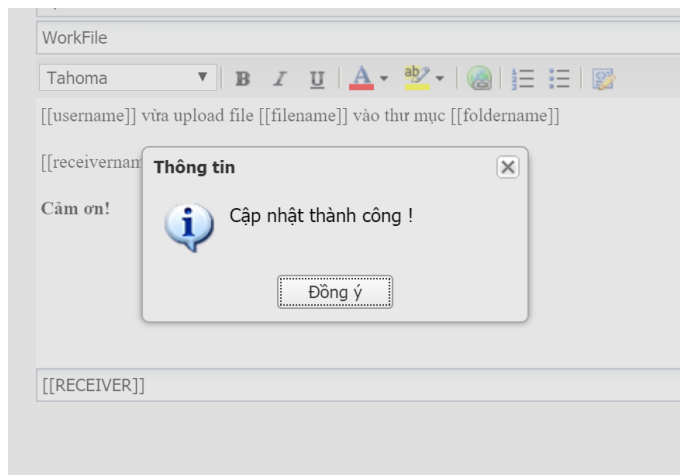 WorkFile
Tahoma
B I U A ab
[[username]] vừa upload file [[filename]] vào thư mục [[foldername]]
[[receivernam
Cảm ơn!
Thông tin
Cập nhật thành công !
Đồng ý
[[RECEIVER]]